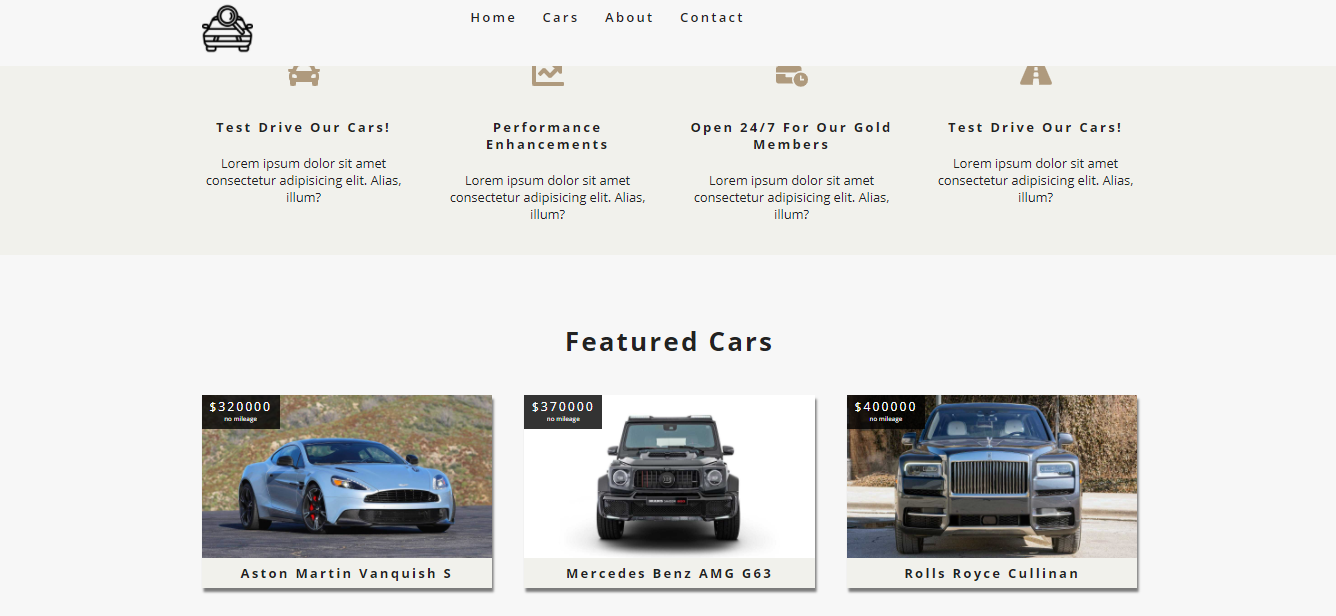 Home Cars About Contact
Test Drive Our Cars!
Lorem ipsum dolor sit amet
consectetur adipisicing elit. Alias,
illum?
Performance
Enhancements
Lorem ipsum dolor sit amet
consectetur adipisicing elit. Alias,
illum?
Open 24/7 For Our Gold
Members
Lorem ipsum dolor sit amet
consectetur adipisicing elit. Alias,
illum?
Test Drive Our Cars!
Lorem ipsum dolor sit amet
consectetur adipisicing elit. Alias,
illum?
Featured Cars
$320000
no mileage
Aston Martin Vanquish S
$370000
no mileage
Mercedes Benz AMG G63
$400000
no mileage
Rolls Royce Cullinan